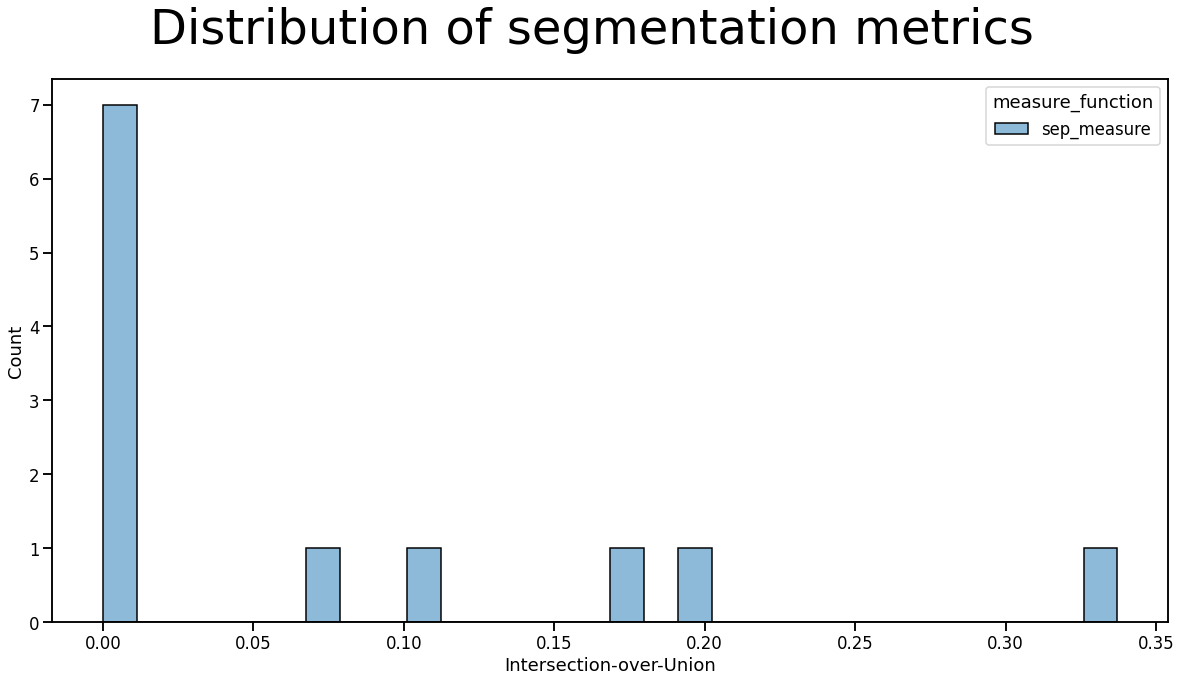 Distribution of segmentation metrics
measure_function
sep_measure
7
6
5
4
3
2
1
0
Count
0.00 0.05 0.10 0.15 0.20 0.25 0.30 0.35
Intersection-over-Union